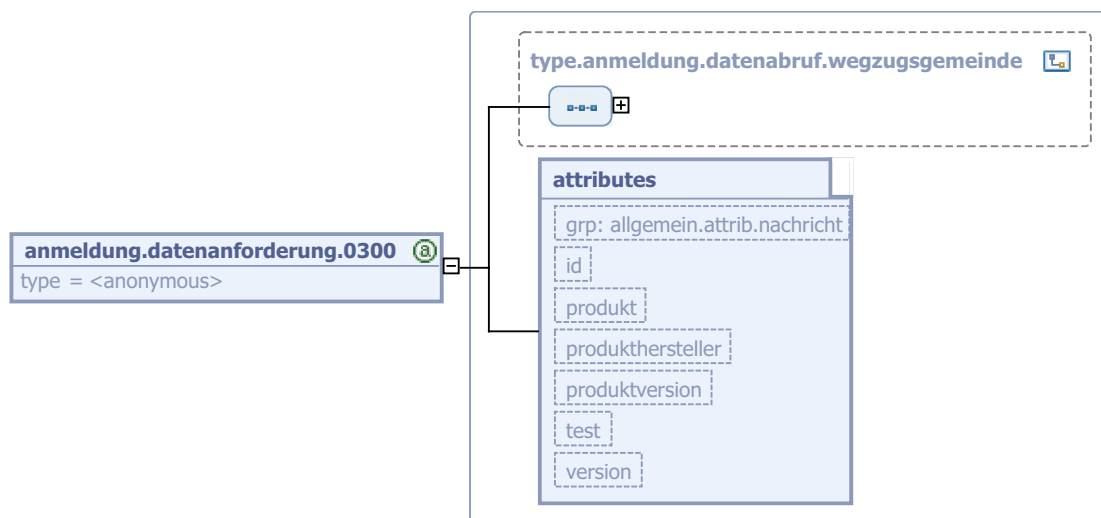 type.anmeldung.datenabruf.wegzugsgemeinde
attributes
grp: allgemein.attrib.nachricht
anmeldung.datenanforderung.0300
type = <anonymous>
id
produkt
produkthersteller
produktversion
test
version